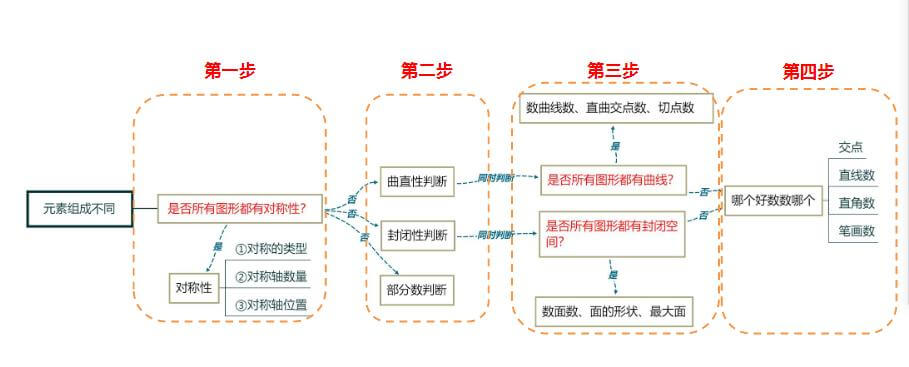 第一步
第二步
第三步
第四步
元素组成不同
是否所有图形都有对称性?
是
对称性
①对称的类型
②对称轴数量
③对称轴位置
否
否
否
曲直性判断
封闭性判断
部分数判断
同时判断
同时判断
数曲线数、直曲交点数、切点数
是
是否所有图形都有曲线?
是否所有图形都有封闭空
间?
是
数面数、面的形状、最大面
否
否
哪个好数数哪个
交点
直线数
直角数
笔画数